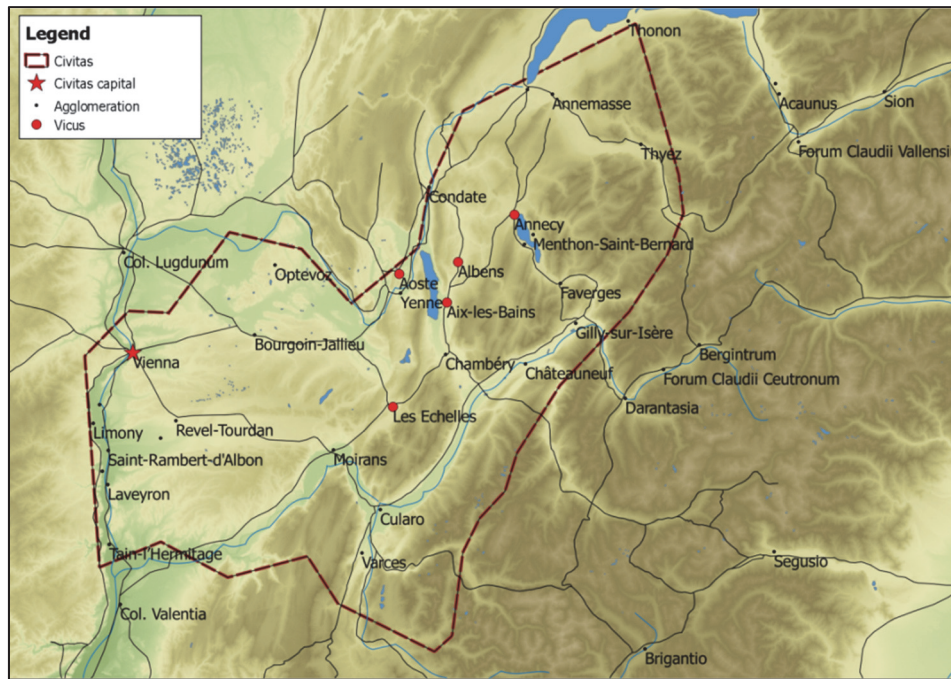 Legend
Civitas
Civitas capital
Agglomeration
Vicus
Thonon
Annemasse
Acaunus
Sion
Thyez
Forum Claudii Vallensi
Condate
Annecy
Menthon-Saint-Bernard
Col. Lugdunum
Optevoz
Aoste
Albens
Yenne
Aix-les-Bains
Faverges
Gilly-sur-Isère
Bourgoin-Jallieu
Vienna
Chambéry
Châteauneuf
Bergintrum
Forum Claudii Ceutronum
Darantasia
Les Echelles
Limony
Revel-Tourdan
Saint-Rambert-d'Albon
Moirans
Laveyron
Cularo
Tain-l'Hermitage
Varces
Segusio
Col. Valentia
Brigantio